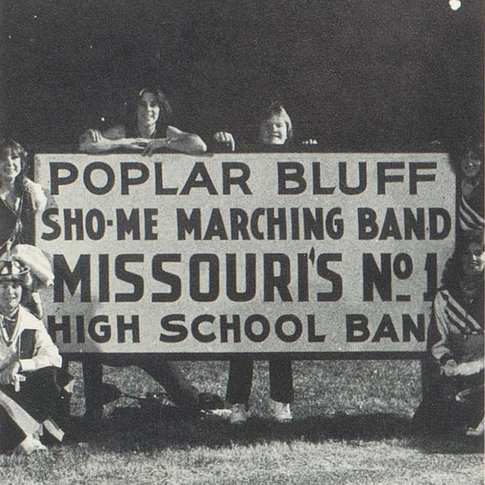 POPLAR BLUFF
SHO-ME MARCHING BAND
MISSOURI'S Nº 1
HIGH SCHOOL BAN